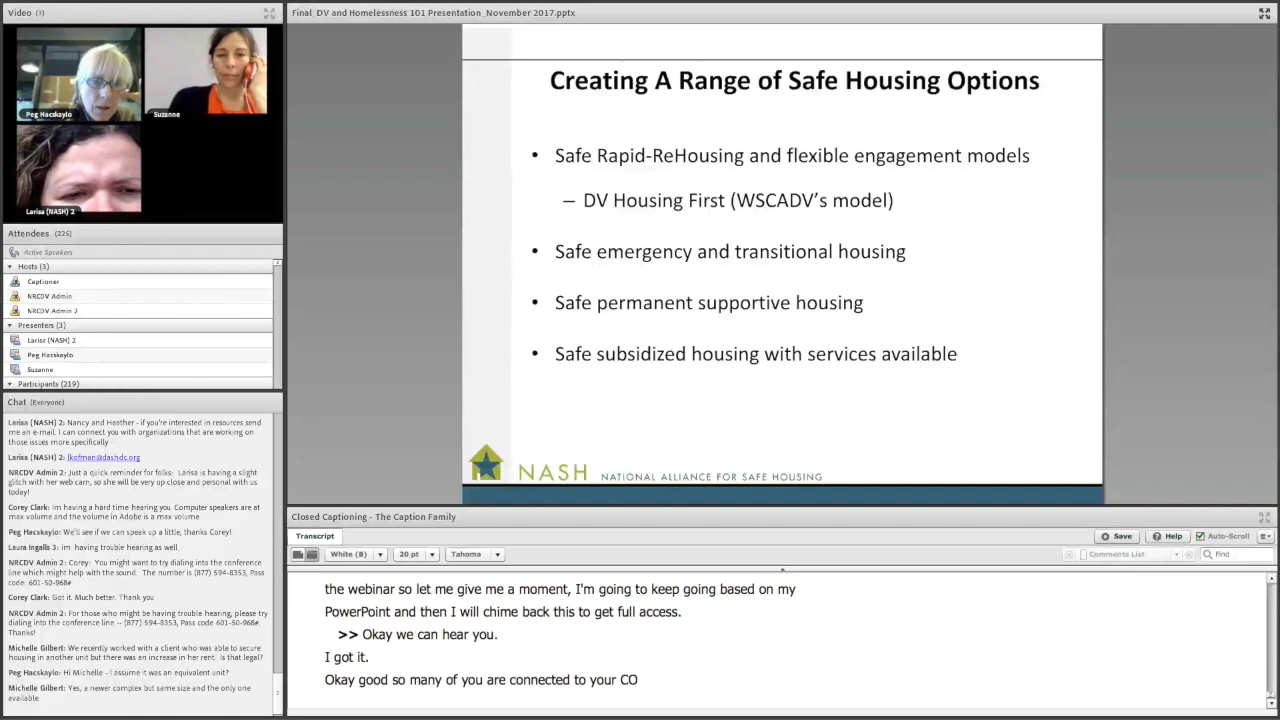 Video (3)
Peg Hacskaylo
Suzanne
Larisa (NASH) 2
Attendees (225)
Active Speakers
Hosts (3)
Captioner
NRCDV Admin
NRCDV Admin 2
Presenters (3)
Larisa (NASH) 2
Peg Hacskaylo
Suzanne
Participants (219)
Chat (Everyone)
Larisa (NASH) 2: Nancy and Heather - if you're interested in resources send
me an e-mail. I can connect you with organizations that are working on
those issues more specifically
Larisa (NASH) 2: lkofman@dashdc.org
NRCDV Admin 2: Just a quick reminder for folks: Larisa is having a slight
glitch with her web cam, so she will be very up close and personal with us
today!
Corey Clark: Im having a hard time hearing you. Computer speakers are at
max volume and the volume in Adobe is a max volume
Peg Hacskaylo: We'll see if we can speak up a little, thanks Corey!
Laura Ingalls 3: im having trouble hearing as well
NRCDV Admin 2: Corey: You might want to try dialing into the conference
line which might help with the sound. The number is (877) 594-8353, Pass
code: 601-50-968#
Corey Clark: Got it. Much better. Thank you
NRCDV Admin 2: For those who might be having trouble hearing, please try
dialing into the conference line -- (877) 594-8353, Pass code 601-50-968#
Thanks!
Michelle Gilbert: We recently worked with a client who was able to secure
housing in another unit but there was an increase in her rent. Is that legal?
Peg Hacskaylo: Hi Michelle - I assume it was an equivalent unit?
Michelle Gilbert: Yes, a newer complex but same size and the only one
available
Final_DV and Homelessness 101 Presentation_November 2017.pptx
Creating A Range of Safe Housing Options
• Safe Rapid-ReHousing and flexible engagement models
– DV Housing First (WSCADV's model)
• Safe emergency and transitional housing
• Safe permanent supportive housing
• Safe subsidized housing with services available
NASH NATIONAL ALLIANCE FOR SAFE HOUSING
Closed Captioning - The Caption Family
Transcript
Save
Help
Auto-Scroll
White (B)
20 pt
Tahoma
Comments List
Find
the webinar so let me give me a moment, I'm going to keep going based on my
PowerPoint and then I will chime back this to get full access.
>> Okay we can hear you.
I got it.
Okay good so many of you are connected to your CO